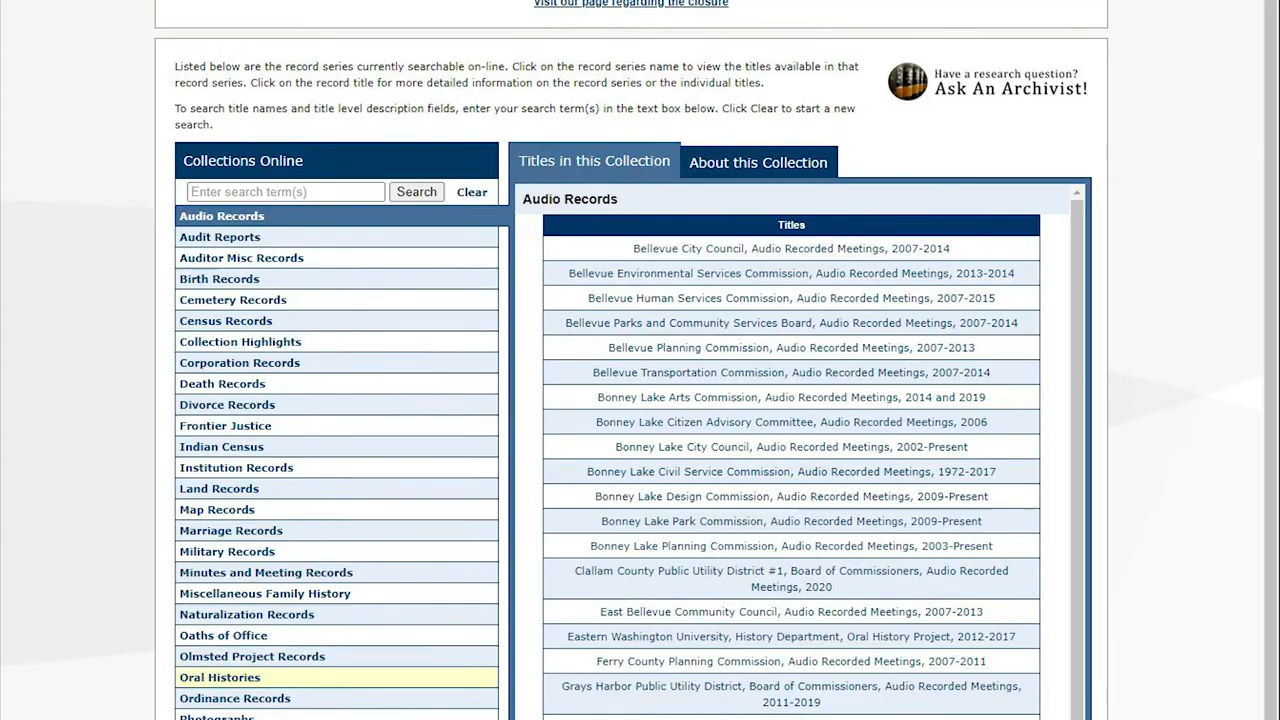 Visit our page regarding the closure
Listed below are the record series currently searchable on-line. Click on the record series name to view the titles available in that
record series. Click on the record title for more detailed information on the record series or the individual titles.
To search title names and title level description fields, enter your search term(s) in the text box below. Click Clear to start a new
search.
Have a research question?
Ask An Archivist!
Collections Online
Enter search term(s)
Search
Clear
Audio Records
Audit Reports
Auditor Misc Records
Birth Records
Cemetery Records
Census Records
Collection Highlights
Corporation Records
Death Records
Divorce Records
Frontier Justice
Indian Census
Institution Records
Land Records
Map Records
Marriage Records
Military Records
Minutes and Meeting Records
Miscellaneous Family History
Naturalization Records
Oaths of Office
Olmsted Project Records
Oral Histories
Ordinance Records
Photographs
Titles in this Collection
About this Collection
Audio Records
Titles
Bellevue City Council, Audio Recorded Meetings, 2007-2014
Bellevue Environmental Services Commission, Audio Recorded Meetings, 2013-2014
Bellevue Human Services Commission, Audio Recorded Meetings, 2007-2015
Bellevue Parks and Community Services Board, Audio Recorded Meetings, 2007-2014
Bellevue Planning Commission, Audio Recorded Meetings, 2007-2013
Bellevue Transportation Commission, Audio Recorded Meetings, 2007-2014
Bonney Lake Arts Commission, Audio Recorded Meetings, 2014 and 2019
Bonney Lake Citizen Advisory Committee, Audio Recorded Meetings, 2006
Bonney Lake City Council, Audio Recorded Meetings, 2002-Present
Bonney Lake Civil Service Commission, Audio Recorded Meetings, 1972-2017
Bonney Lake Design Commission, Audio Recorded Meetings, 2009-Present
Bonney Lake Park Commission, Audio Recorded Meetings, 2009-Present
Bonney Lake Planning Commission, Audio Recorded Meetings, 2003-Present
Clallam County Public Utility District #1, Board of Commissioners, Audio Recorded
Meetings, 2020
East Bellevue Community Council, Audio Recorded Meetings, 2007-2013
Eastern Washington University, History Department, Oral History Project, 2012-2017
Ferry County Planning Commission, Audio Recorded Meetings, 2007-2011
Grays Harbor Public Utility District, Board of Commissioners, Audio Recorded Meetings,
2011-2019